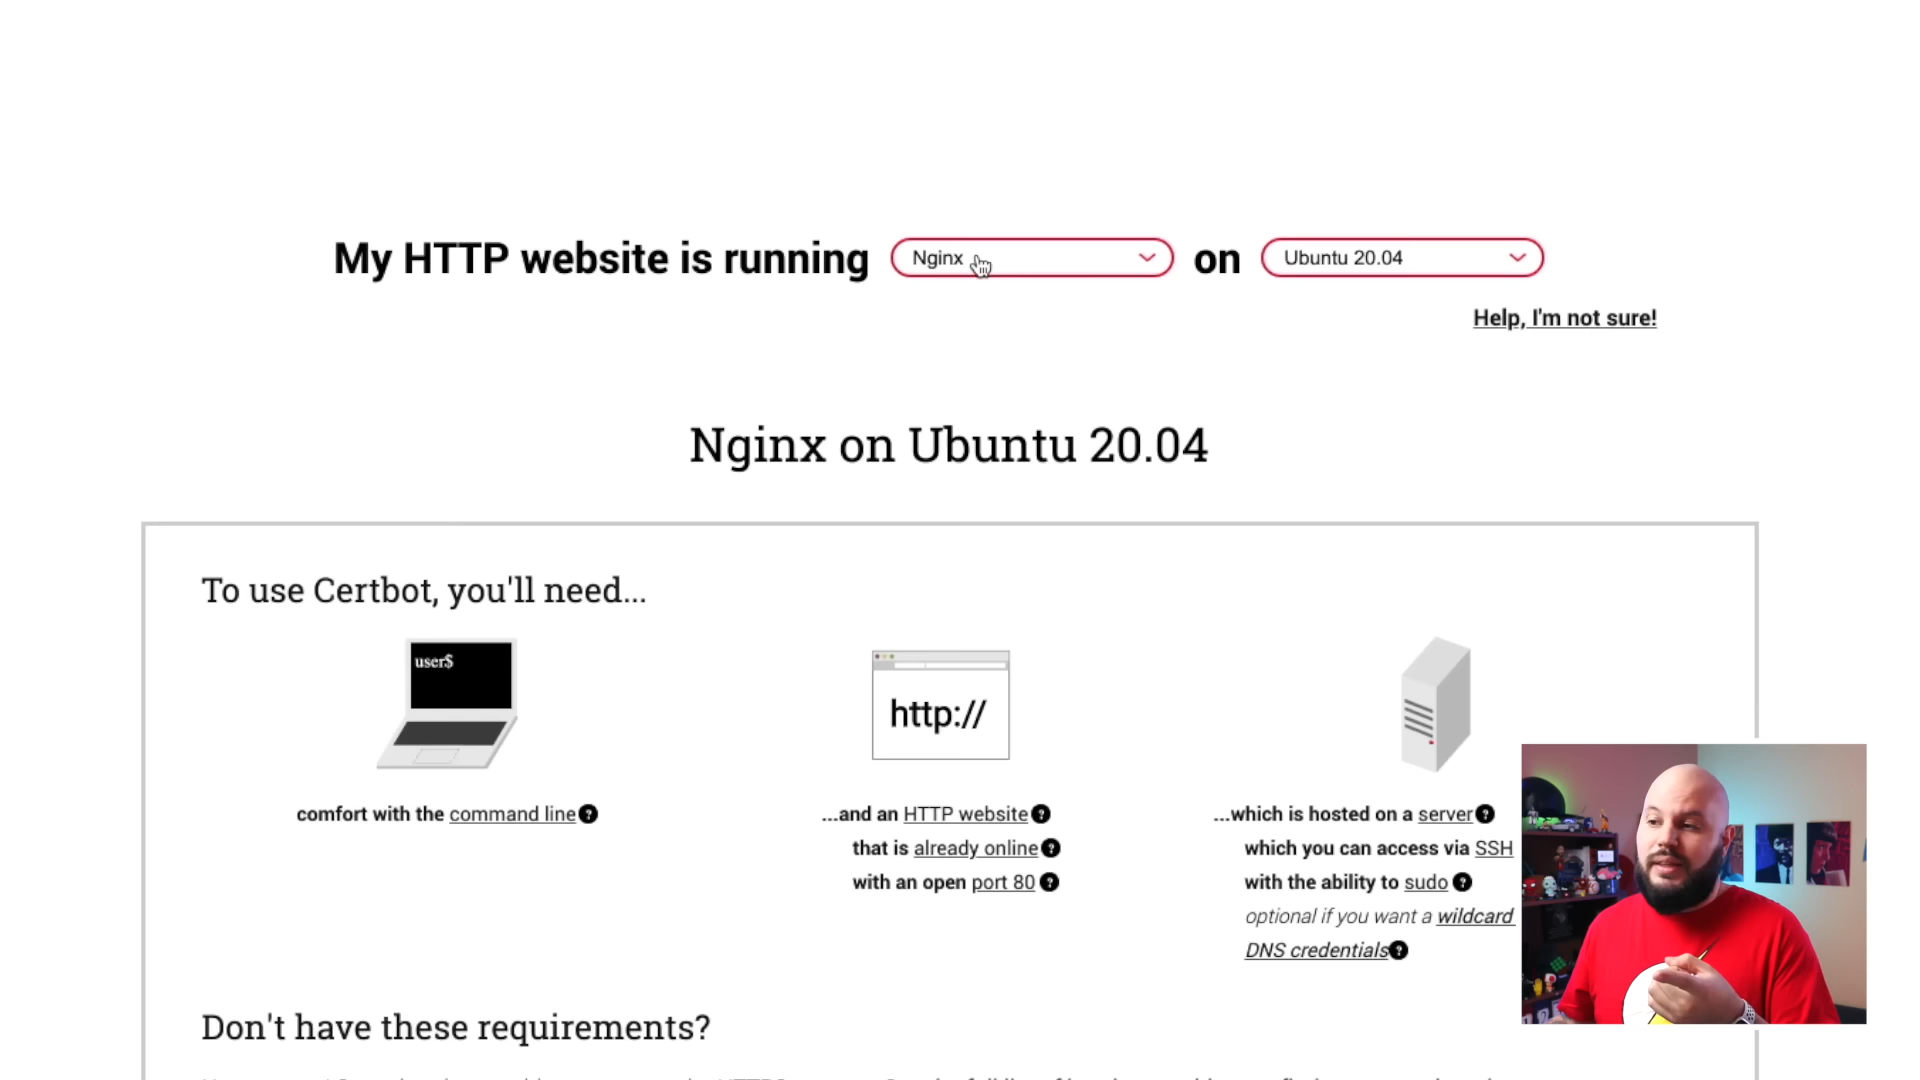 My HTTP website is running Nginx on Ubuntu 20.04
Help, I'm not sure!
Nginx on Ubuntu 20.04
To use Certbot, you'll need...
user$
http://
comfort with the command line ?
...and an HTTP website ?
that is already online ?
with an open port 80 ?
...which is hosted on a server ?
which you can access via SSH
with the ability to sudo ?
optional if you want a wildcard
DNS credentials ?
Don't have these requirements?